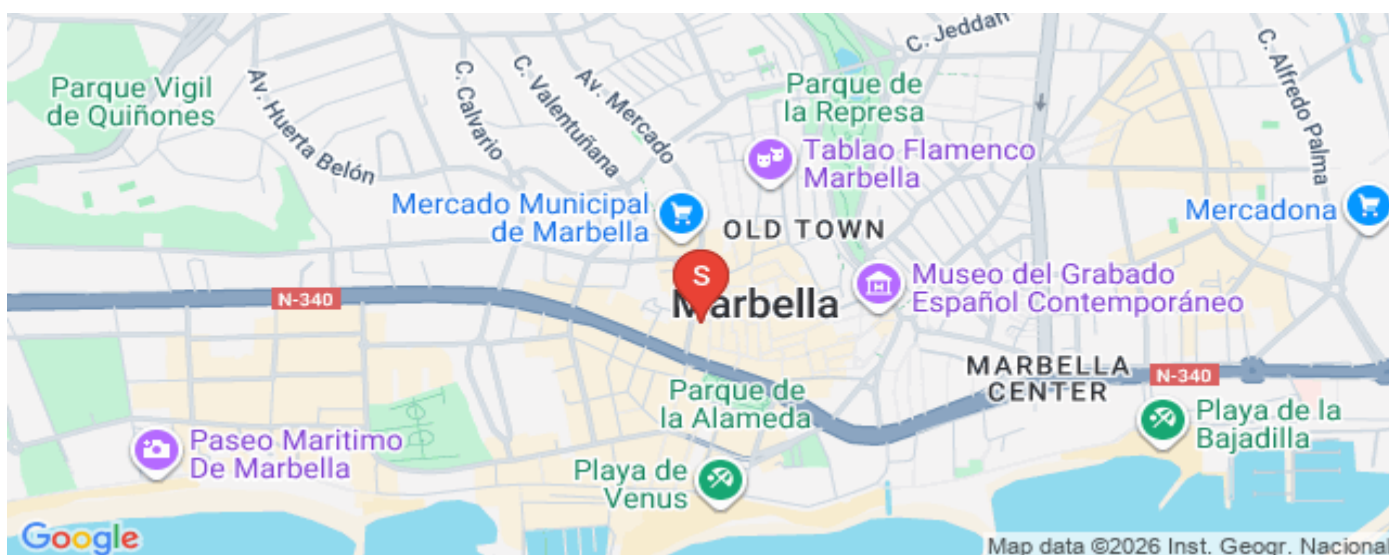 C. Jeddah
Parque Vigil
de Quiñones
Av. Huerta Belón
C. Calvario
C. Valentuñana
Av. Mercado
Parque de
la Represa
C. Alfredo Palma
Tablao Flamenco
Marbella
Mercado Municipal
de Marbella
OLD TOWN
Mercadona
S
Marbella
Museo del Grabado
Español Contemporáneo
N-340
MARBELLA
CENTER
N-340
Parque de
la Alameda
Paseo Maritimo
De Marbella
Playa de la
Bajadilla
Playa de
Venus
Google
Map data ©2026 Inst. Geogr. Nacional